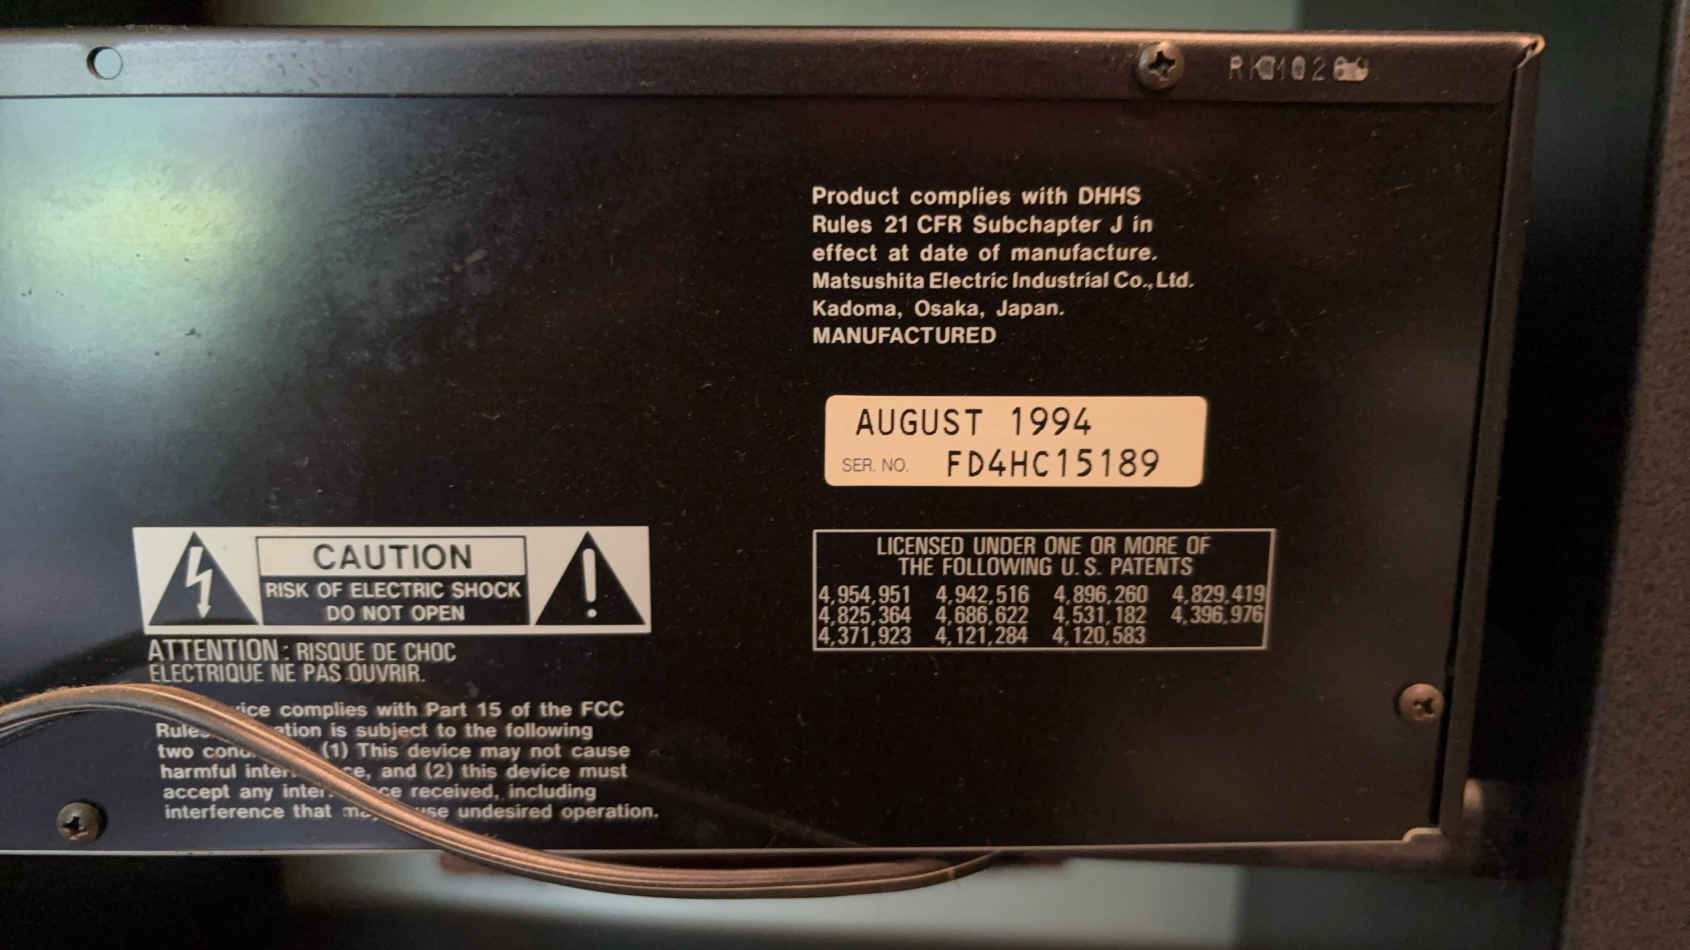 Product complies with DHHS
Rules 21 CFR Subchapter J in
effect at date of manufacture.
Matsushita Electric Industrial Co., Ltd.
Kadoma, Osaka, Japan.
MANUFACTURED
AUGUST 1994
SER. NO. FD4HC15189
CAUTION
RISK OF ELECTRIC SHOCK
DO NOT OPEN
ATTENTION : RISQUE DE CHOC
ELECTRIQUE NE PAS OUVRIR.
complies with Part 15 of the FCC
is subject to the following
two (1) This device may not cause
harmful and (2) this device must
accept any received, including
interference that undesired operation.
LICENSED UNDER ONE OR MORE OF
THE FOLLOWING U.S. PATENTS
4,954,951 4,942,516 4,896,260 4,829,419
4,825,364 4,686,622 4,531,182 4,396,976
4,371,923 4,121,284 4,120,583